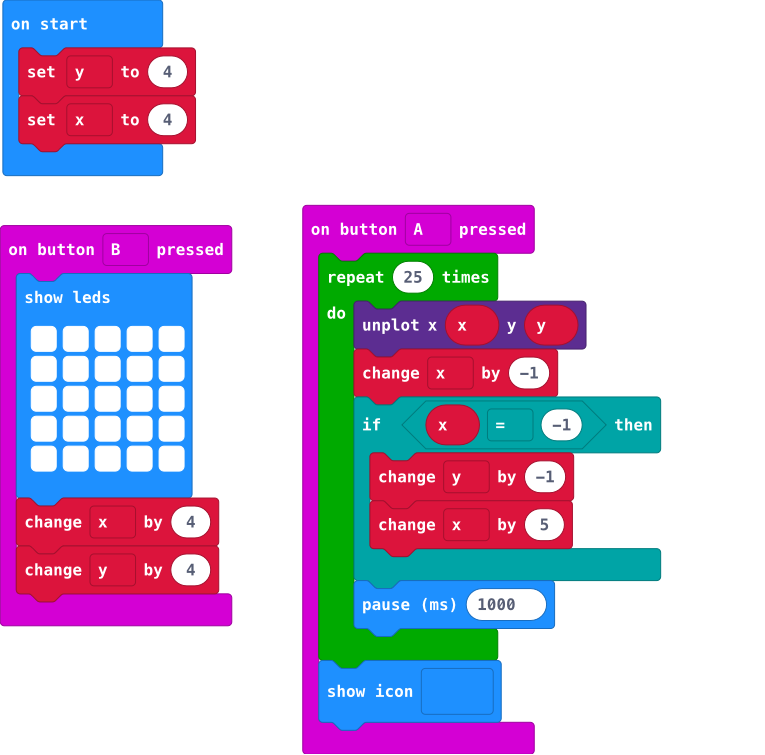 on start
set y to 4
set x to 4
on button B pressed
show leds
change x by 4
change y by 4
on button A pressed
repeat 25 times
do
unplot x x y y
change x by −1
if x = −1 then
change y by −1
change x by 5
pause (ms) 1000
show icon